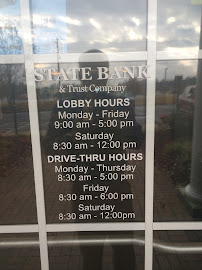 STATE BANK
& Trust Company
LOBBY HOURS
Monday - Friday
9:00 am - 5:00 pm
Saturday
8:30 am - 12:00 pm
DRIVE-THRU HOURS
Monday - Thursday
8:30 am - 5:00 pm
Friday
8:30 am - 6:00 pm
Saturday
8:30 am - 12:00pm